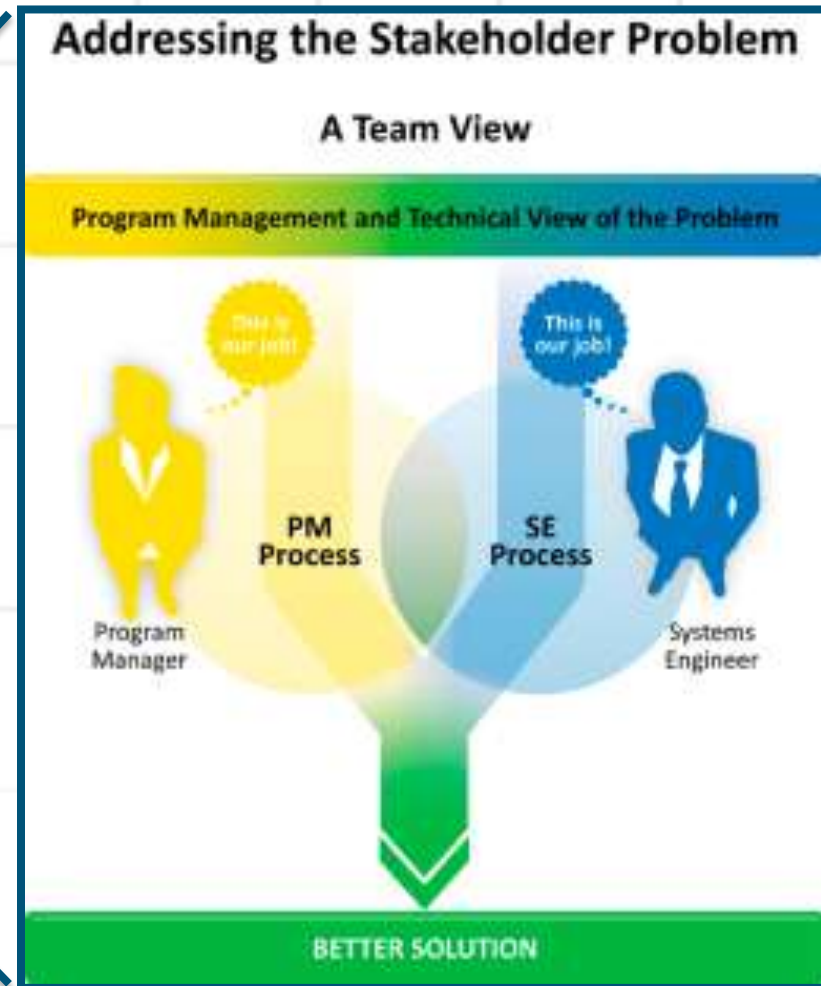 Addressing the Stakeholder Problem
A Team View
Program Management and Technical View of the Problem
This is
our job!
This is
our job!
PM
Process
SE
Process
Program
Manager
Systems
Engineer
BETTER SOLUTION